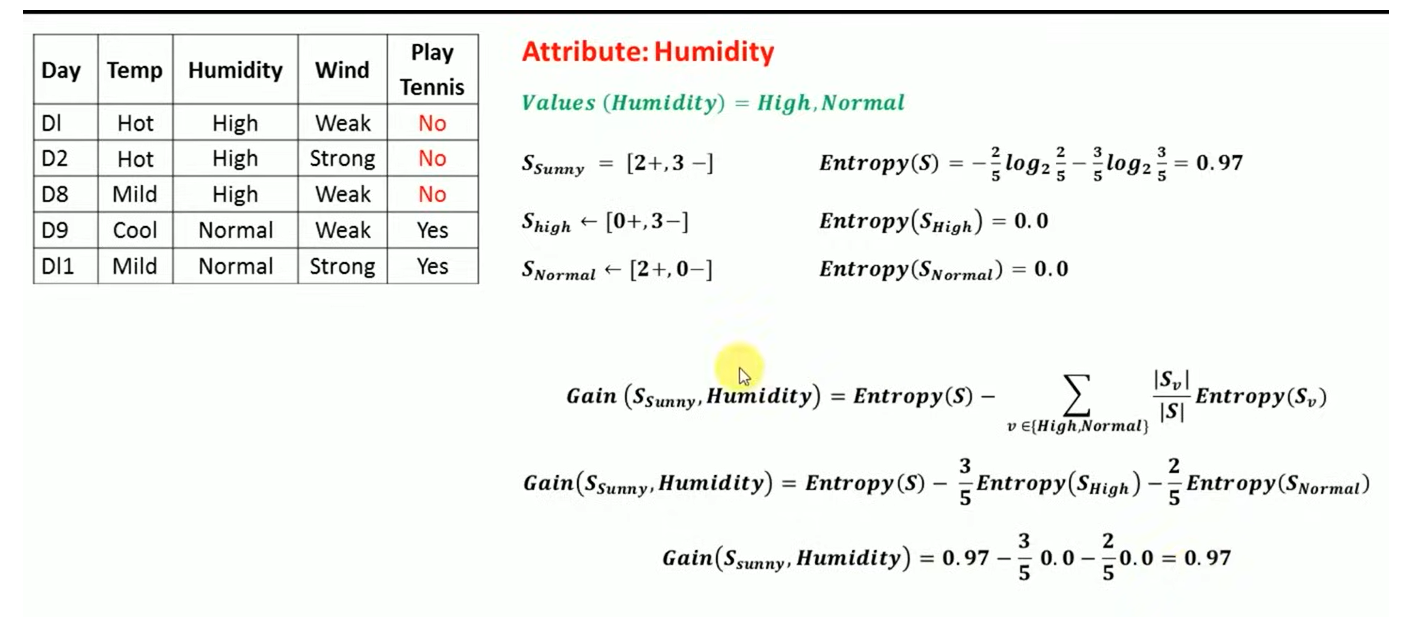 Day Temp Humidity Wind Play Tennis
Dl Hot High Weak No
D2 Hot High Strong No
D8 Mild High Weak No
D9 Cool Normal Weak Yes
Dl1 Mild Normal Strong Yes
Attribute: Humidity
Values (Humidity) = High, Normal
S_Sunny = [2+, 3 −] Entropy(S) = −2/5 log₂ 2/5 − 3/5 log₂ 3/5 = 0.97
S_high ← [0+, 3−] Entropy(S_High) = 0.0
S_Normal ← [2+, 0−] Entropy(S_Normal) = 0.0
Gain (S_Sunny, Humidity) = Entropy(S) − ∑ v ∈{High,Normal} |S_v|/|S| Entropy(S_v)
Gain(S_Sunny, Humidity) = Entropy(S) − 3/5 Entropy(S_High) − 2/5 Entropy(S_Normal)
Gain(S_sunny, Humidity) = 0.97 − 3/5 0.0 − 2/5 0.0 = 0.97